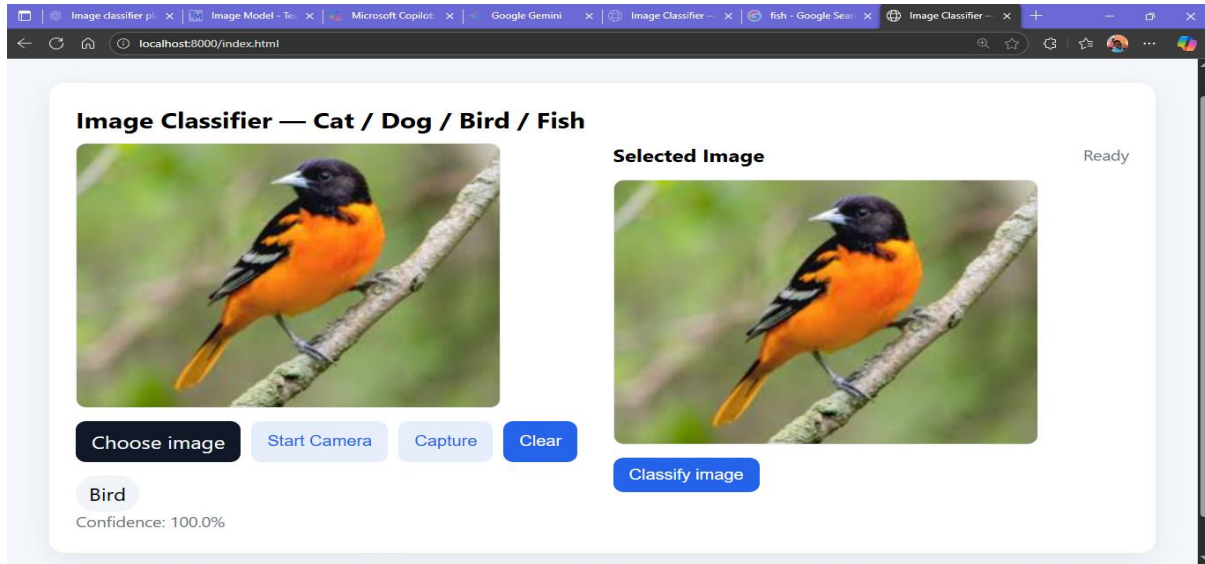 Image classifier pl
Image Model - Tea
Microsoft Copilot:
Google Gemini
Image Classifier —
fish - Google Sear
Image Classifier —
localhost:8000/index.html
Image Classifier — Cat / Dog / Bird / Fish
Selected Image
Ready
Choose image
Start Camera
Capture
Clear
Classify image
Bird
Confidence: 100.0%